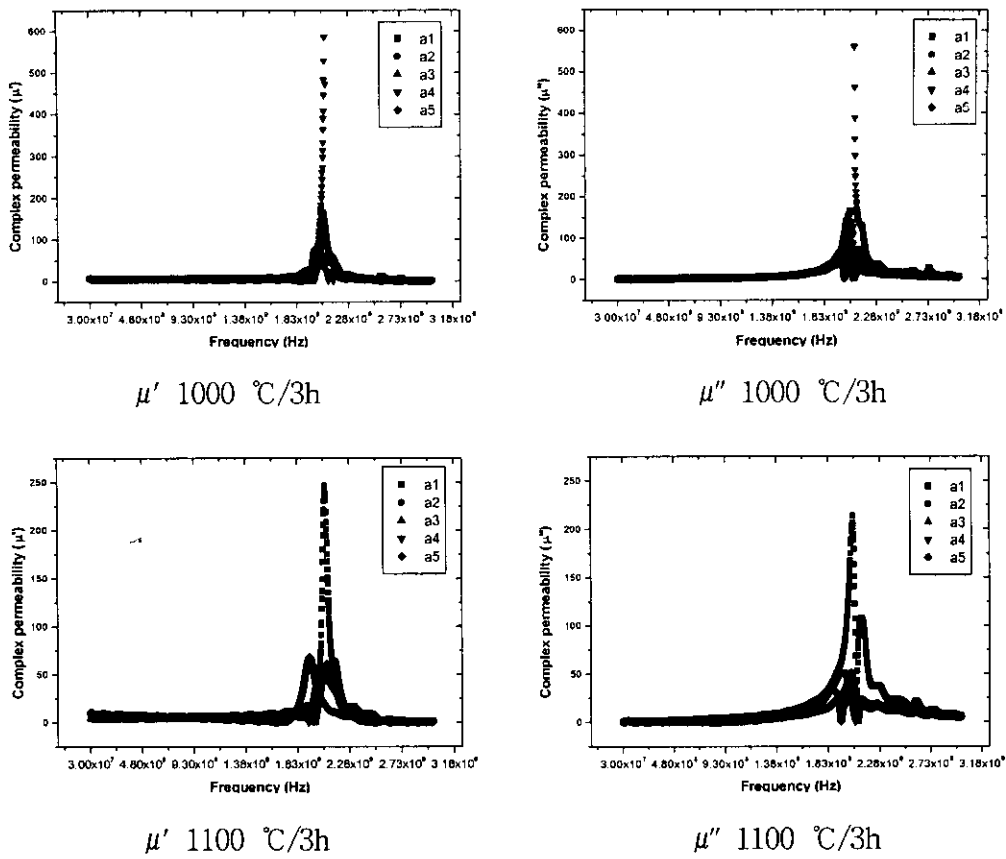 600
500
400
300
200
100
0
Complex permeability (μ')
a1
a2
a3
a4
a5
3.00x10⁷ 4.80x10⁸ 9.30x10⁸ 1.38x10⁹ 1.83x10⁹ 2.28x10⁹ 2.73x10⁹ 3.18x10⁹
Frequency (Hz)
μ′ 1000 ℃/3h
600
500
400
300
200
100
0
Complex permeability (μ")
a1
a2
a3
a4
a5
3.00x10⁷ 4.80x10⁸ 9.30x10⁸ 1.38x10⁹ 1.83x10⁹ 2.28x10⁹ 2.73x10⁹ 3.18x10⁹
Frequency (Hz)
μ″ 1000 ℃/3h
250
200
150
100
50
0
Complex permeability (μ')
a1
a2
a3
a4
a5
3.00x10⁷ 4.80x10⁸ 9.30x10⁸ 1.38x10⁹ 1.83x10⁹ 2.28x10⁹ 2.73x10⁹ 3.18x10⁹
Frequency (Hz)
μ′ 1100 ℃/3h
250
200
150
100
50
0
Complex permeability (μ")
a1
a2
a3
a4
a5
3.00x10⁷ 4.80x10⁸ 9.30x10⁸ 1.38x10⁹ 1.83x10⁹ 2.28x10⁹ 2.73x10⁹ 3.18x10⁹
Frequency (Hz)
μ″ 1100 ℃/3h